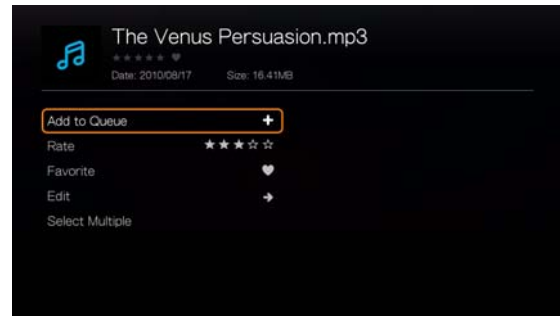 The Venus Persuasion.mp3
Date: 2010/08/17 Size: 16.41MB
Add to Queue
Rate
Favorite
Edit
Select Multiple